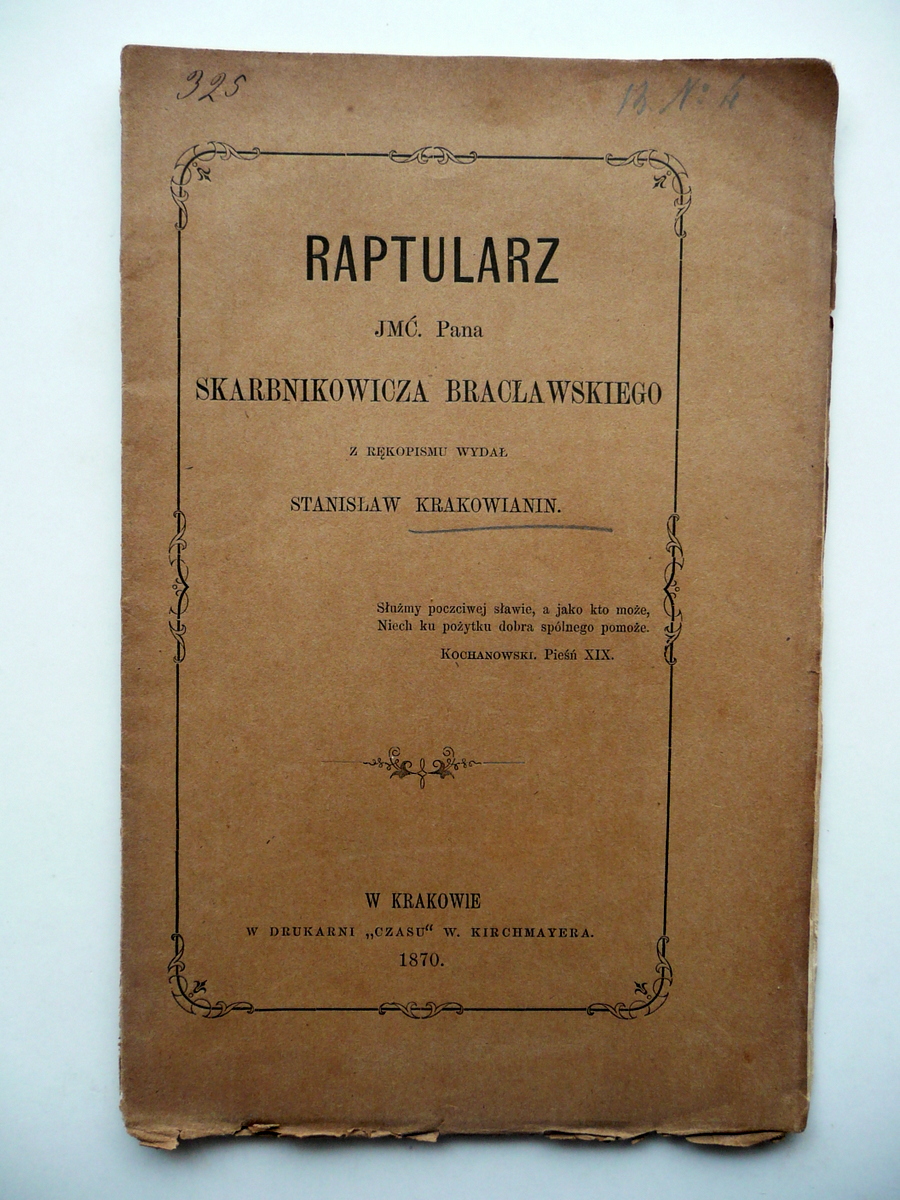 325
RAPTULARZ
JMĆ. Pana
SKARBNIKOWICZA BRACŁAWSKIEGO
Z RĘKOPISMU WYDAŁ
STANISŁAW KRAKOWIANIN.
Służmy poczciwej sławie, a jako kto może,
Niech ku pożytku dobra spólnego pomoże.
KOCHANOWSKI. Pieśń XIX.
W KRAKOWIE
W DRUKARNI „CZASU“ W. KIRCHMAYERA.
1870.